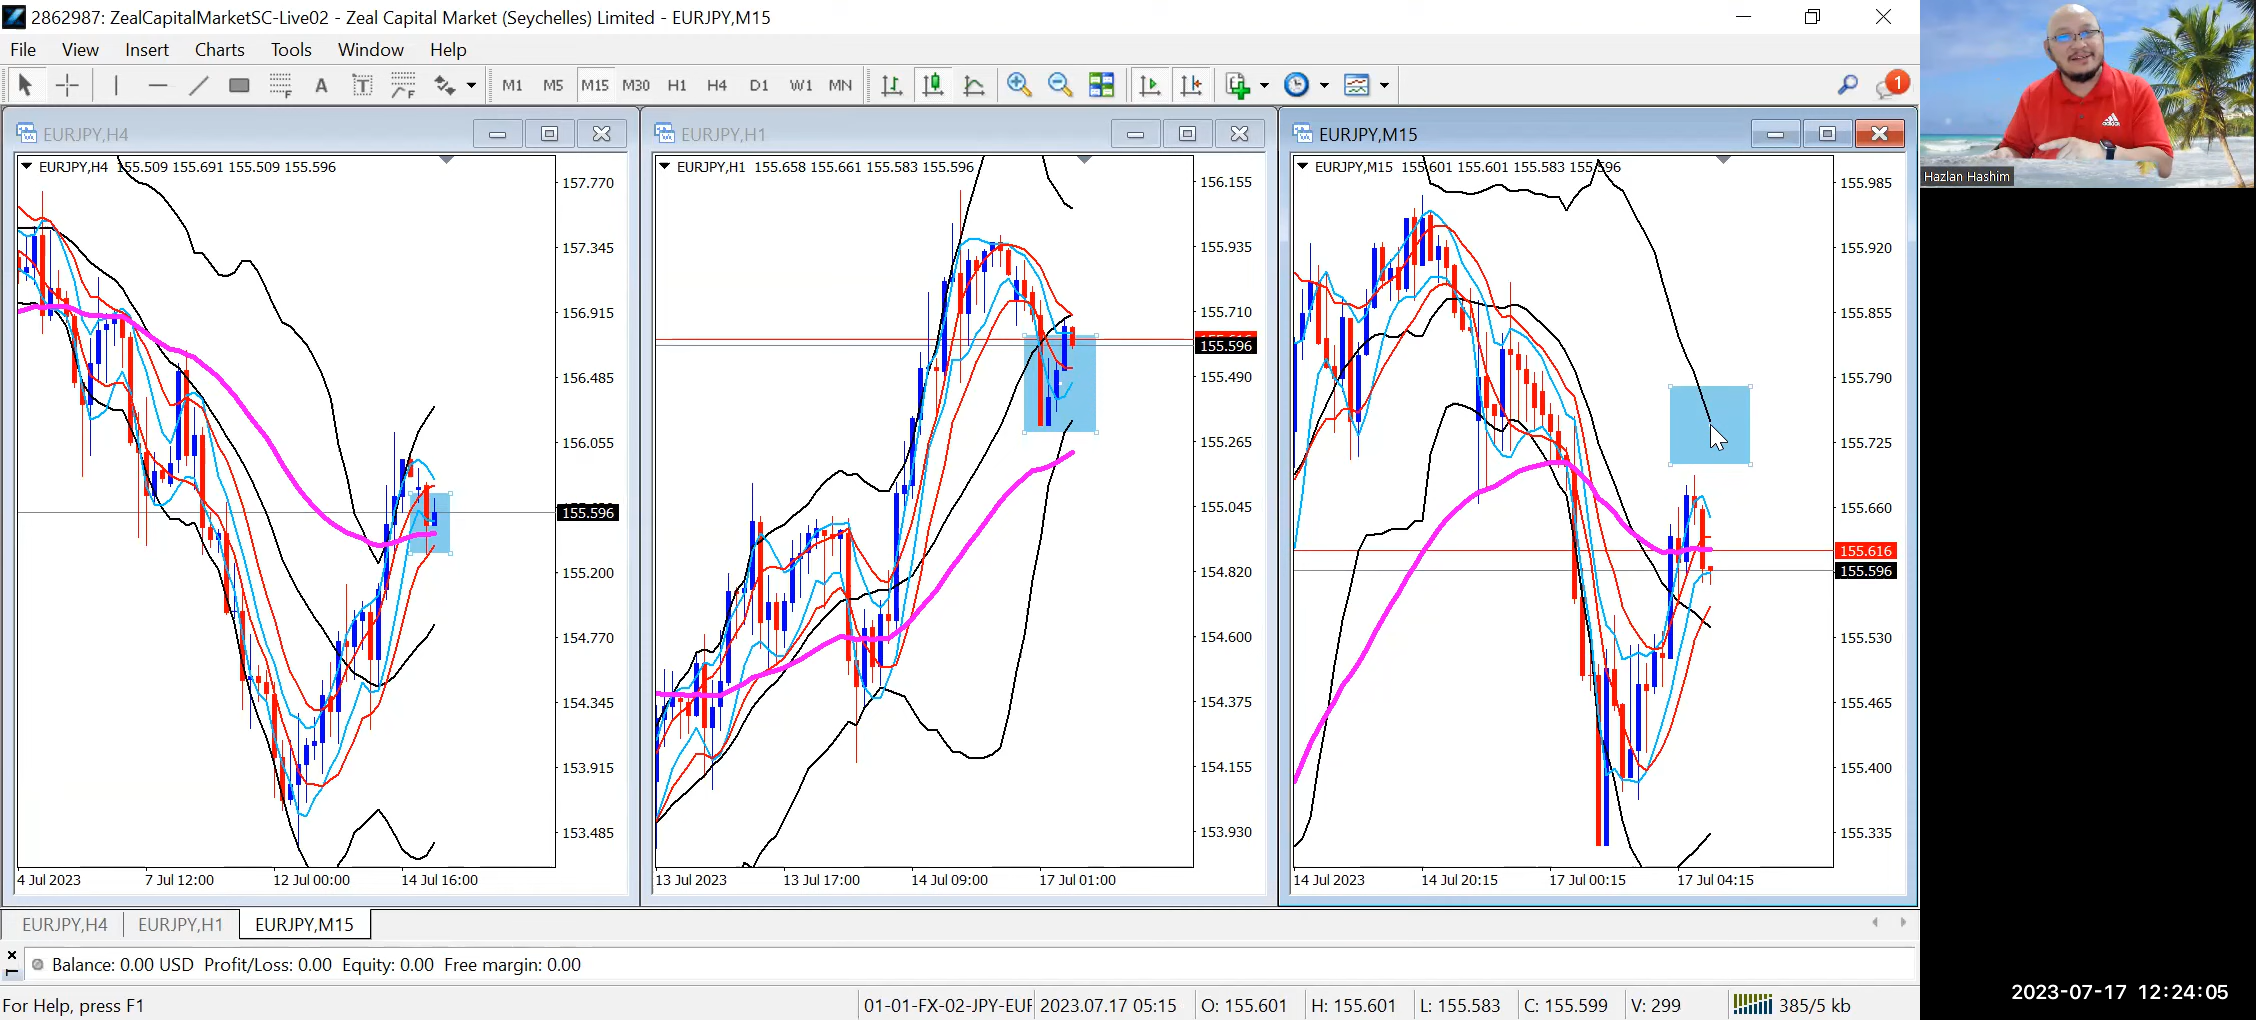 2862987: ZealCapitalMarketSC-Live02 - Zeal Capital Market (Seychelles) Limited - EURJPY,M15
File View Insert Charts Tools Window Help
M1 M5 M15 M30 H1 H4 D1 W1 MN
1
Hazlan Hashim
EURJPY,H4
EURJPY,H4 155.509 155.691 155.509 155.596
157.770
157.345
156.915
156.485
156.055
155.596
155.200
154.770
154.345
153.915
153.485
4 Jul 2023 7 Jul 12:00 12 Jul 00:00 14 Jul 16:00
EURJPY,H1
EURJPY,H1 155.658 155.661 155.583 155.596
156.155
155.935
155.710
155.596
155.490
155.265
155.045
154.820
154.600
154.375
154.155
153.930
13 Jul 2023 13 Jul 17:00 14 Jul 09:00 17 Jul 01:00
EURJPY,M15
EURJPY,M15 155.601 155.601 155.583 155.596
155.985
155.920
155.855
155.790
155.725
155.660
155.616
155.596
155.530
155.465
155.400
155.335
14 Jul 2023 14 Jul 20:15 17 Jul 00:15 17 Jul 04:15
EURJPY,H4 EURJPY,H1 EURJPY,M15
Balance: 0.00 USD Profit/Loss: 0.00 Equity: 0.00 Free margin: 0.00
For Help, press F1 01-01-FX-02-JPY-EUF 2023.07.17 05:15 O: 155.601 H: 155.601 L: 155.583 C: 155.599 V: 299 385/5 kb
2023-07-17 12:24:05